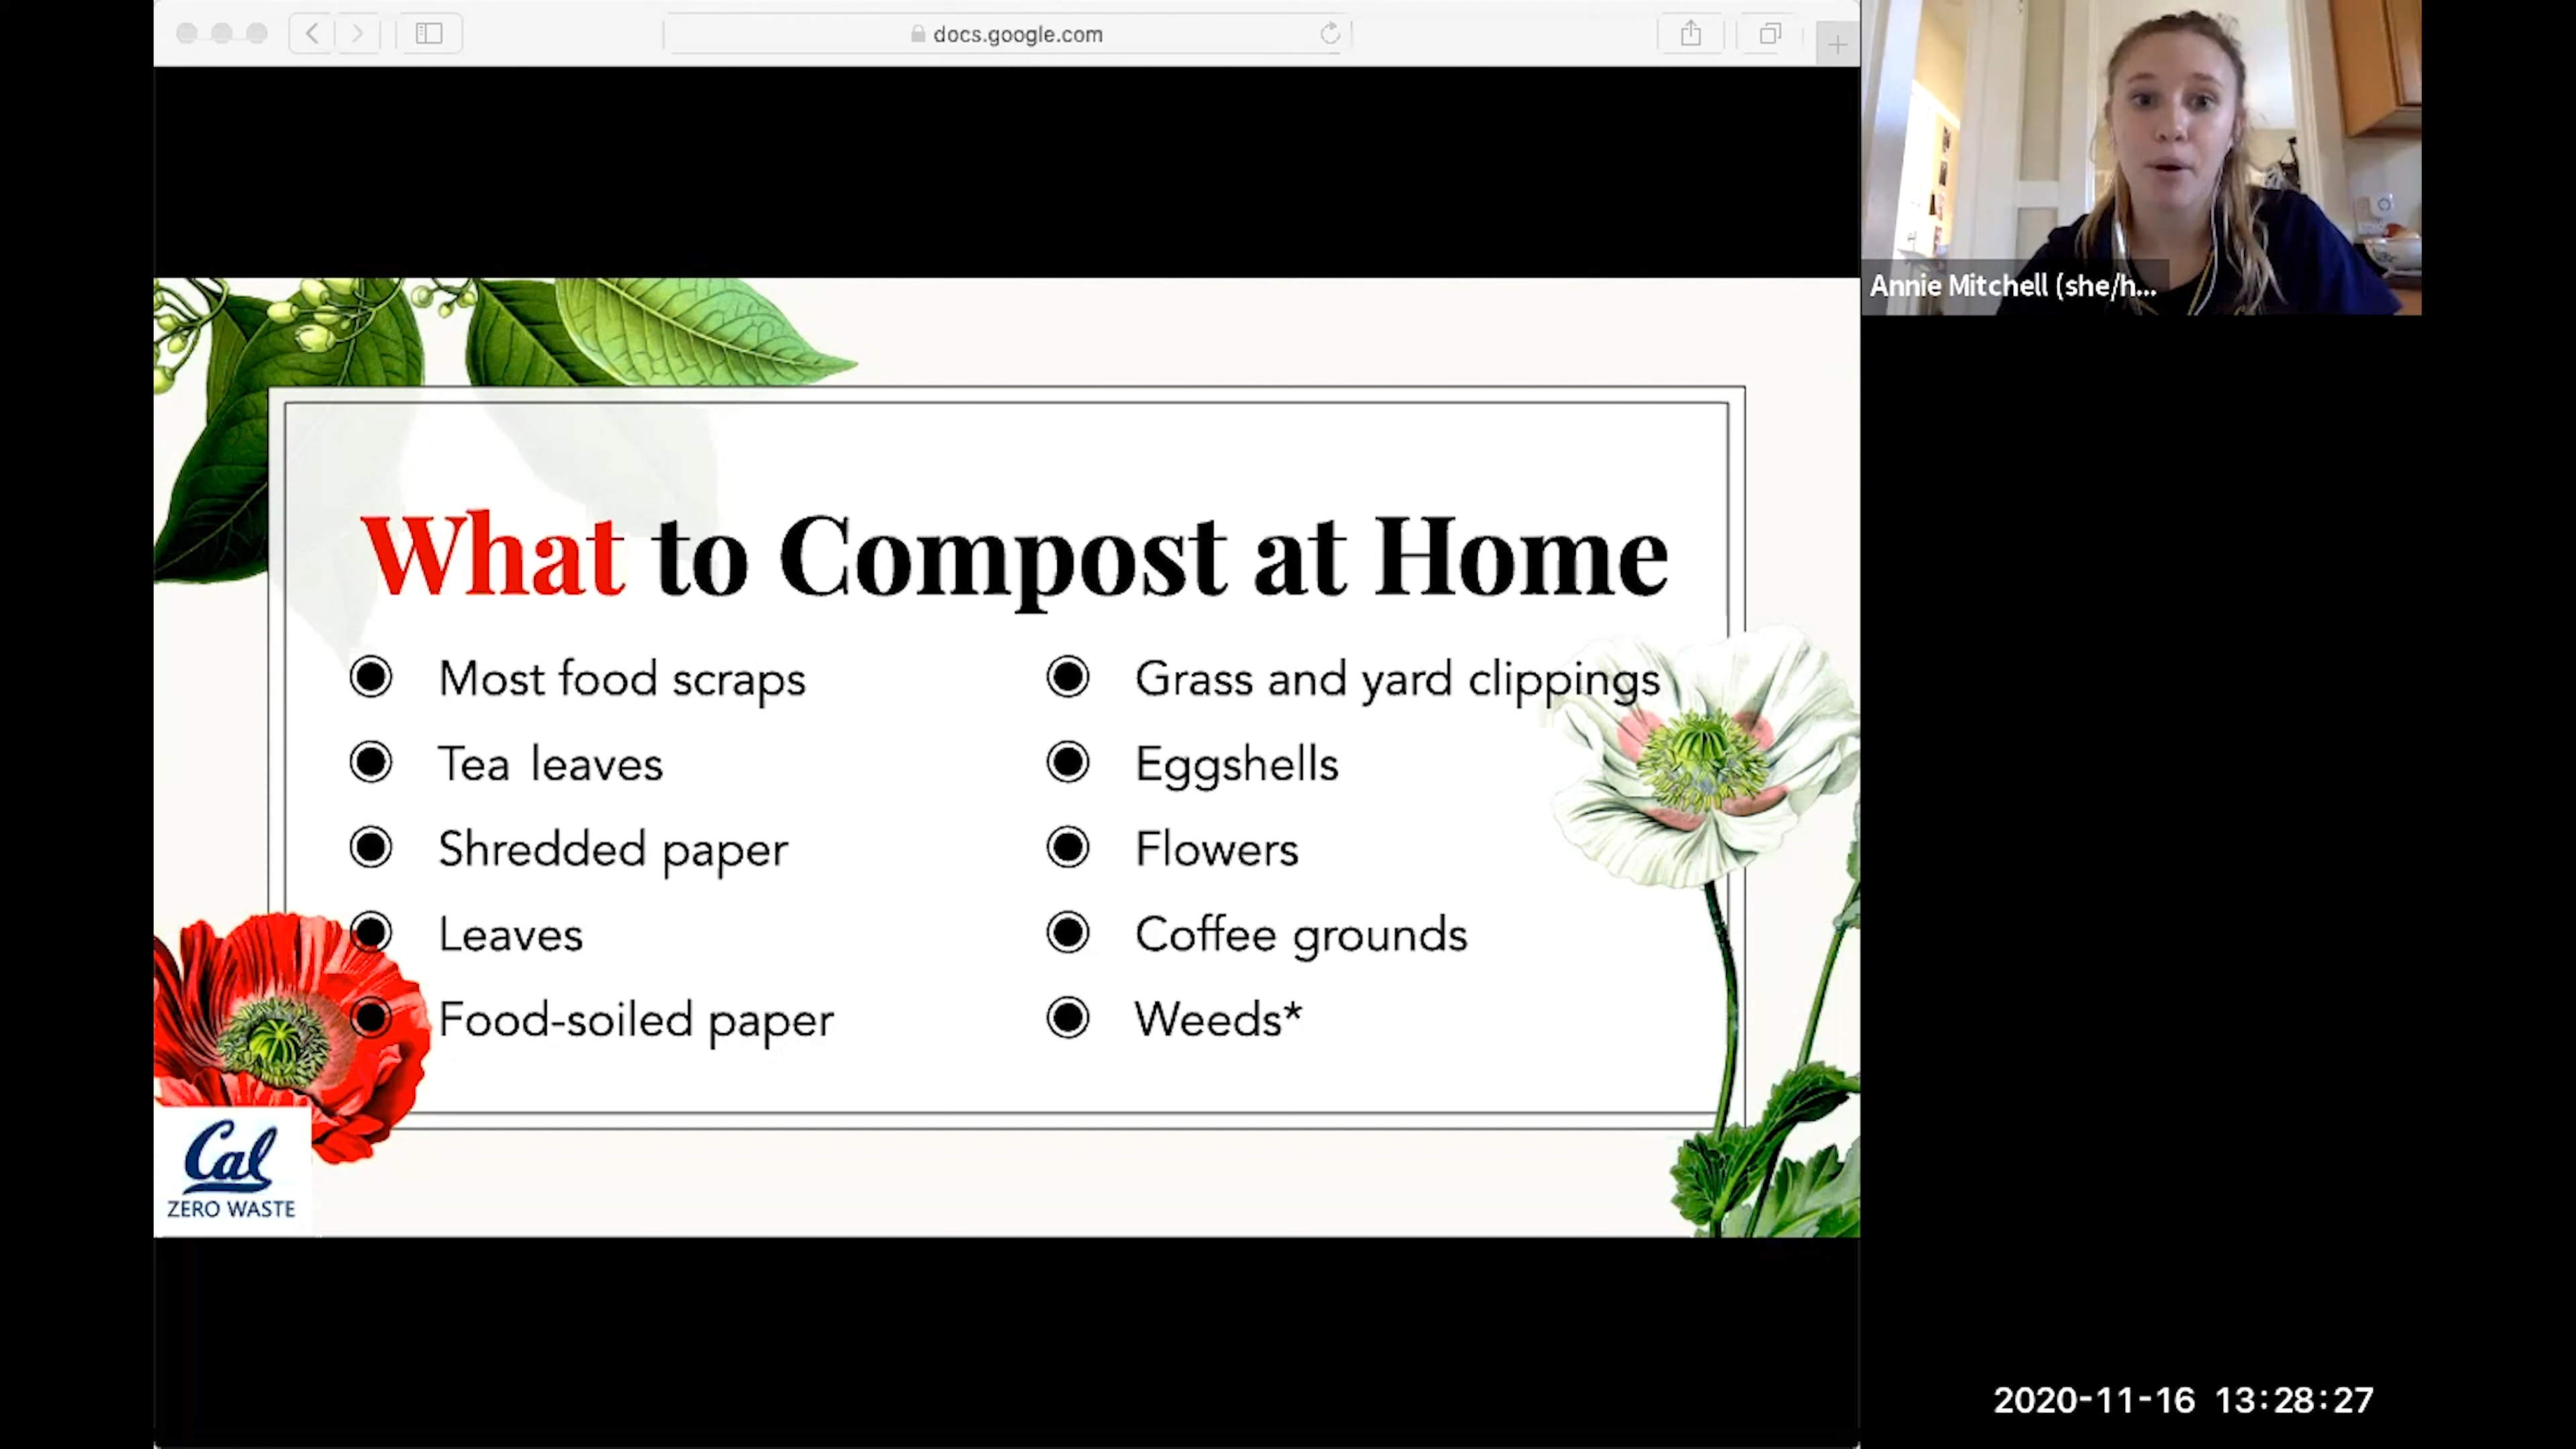 docs.google.com
Annie Mitchell (she/h...
What to Compost at Home
Most food scraps
Tea leaves
Shredded paper
Leaves
Food-soiled paper
Grass and yard clippings
Eggshells
Flowers
Coffee grounds
Weeds*
Cal
ZERO WASTE
2020-11-16 13:28:27